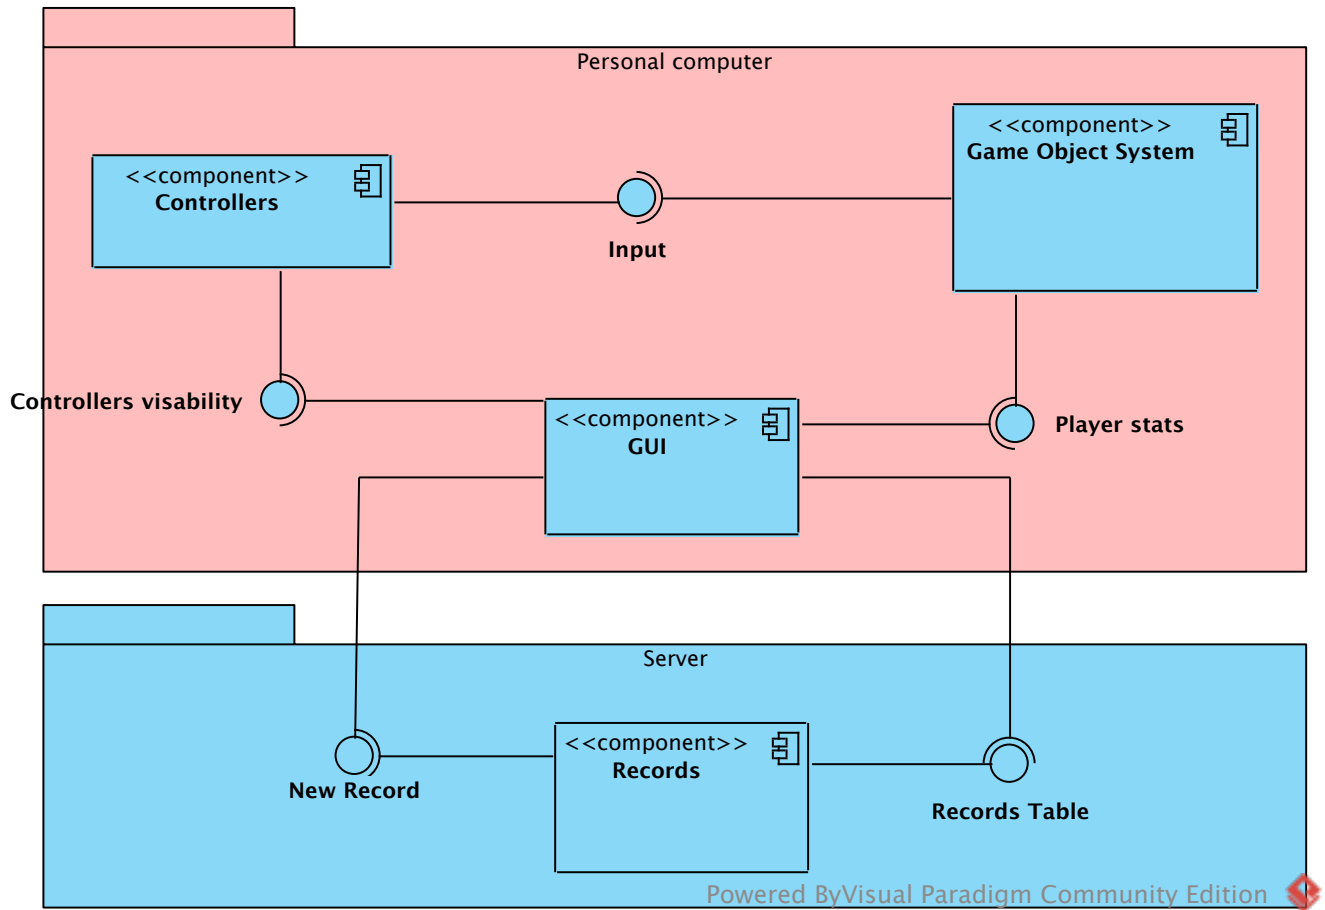 Personal computer
<<component>>
Game Object System
<<component>>
Controllers
Input
Controllers visability
<<component>>
GUI
Player stats
Server
<<component>>
Records
New Record
Records Table
Powered ByVisual Paradigm Community Edition